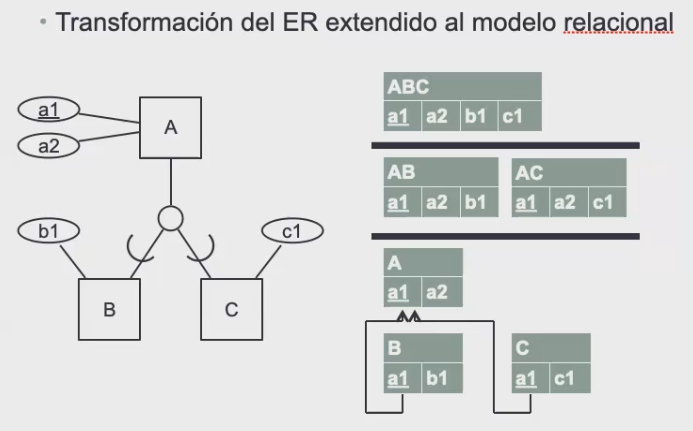 • Transformación del ER extendido al modelo relacional
a1
a2
A
b1
c1
B
C
ABC
a1 a2 b1 c1
AB
a1 a2 b1
AC
a1 a2 c1
A
a1 a2
B
a1 b1
C
a1 c1